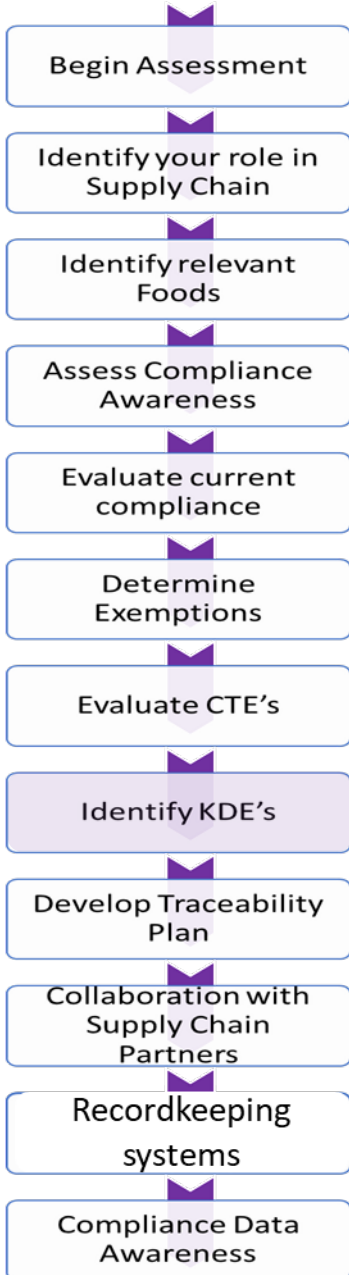 Begin Assessment
Identify your role in
Supply Chain
Identify relevant
Foods
Assess Compliance
Awareness
Evaluate current
compliance
Determine
Exemptions
Evaluate CTE's
Identify KDE's
Develop Traceability
Plan
Collaboration with
Supply Chain
Partners
Recordkeeping
systems
Compliance Data
Awareness